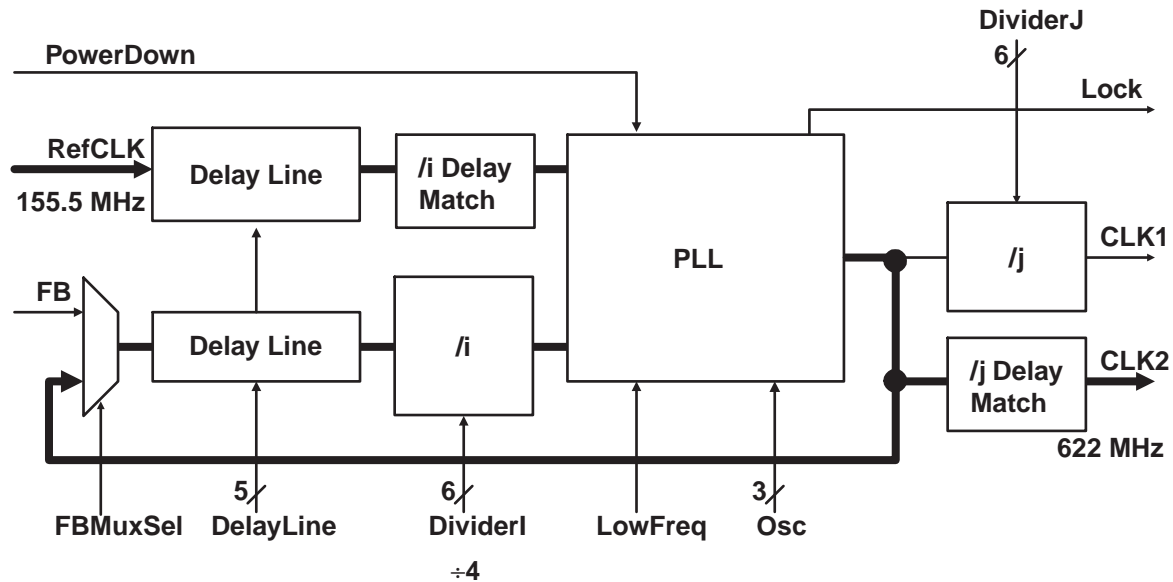 DividerJ
PowerDown
6
Lock
RefCLK
Delay Line
/i Delay
Match
155.5 MHz
PLL
/j
CLK1
FB
Delay Line
/i
/j Delay
Match
CLK2
622 MHz
5
6
3
FBMuxSel
DelayLine
DividerI
LowFreq
Osc
÷4